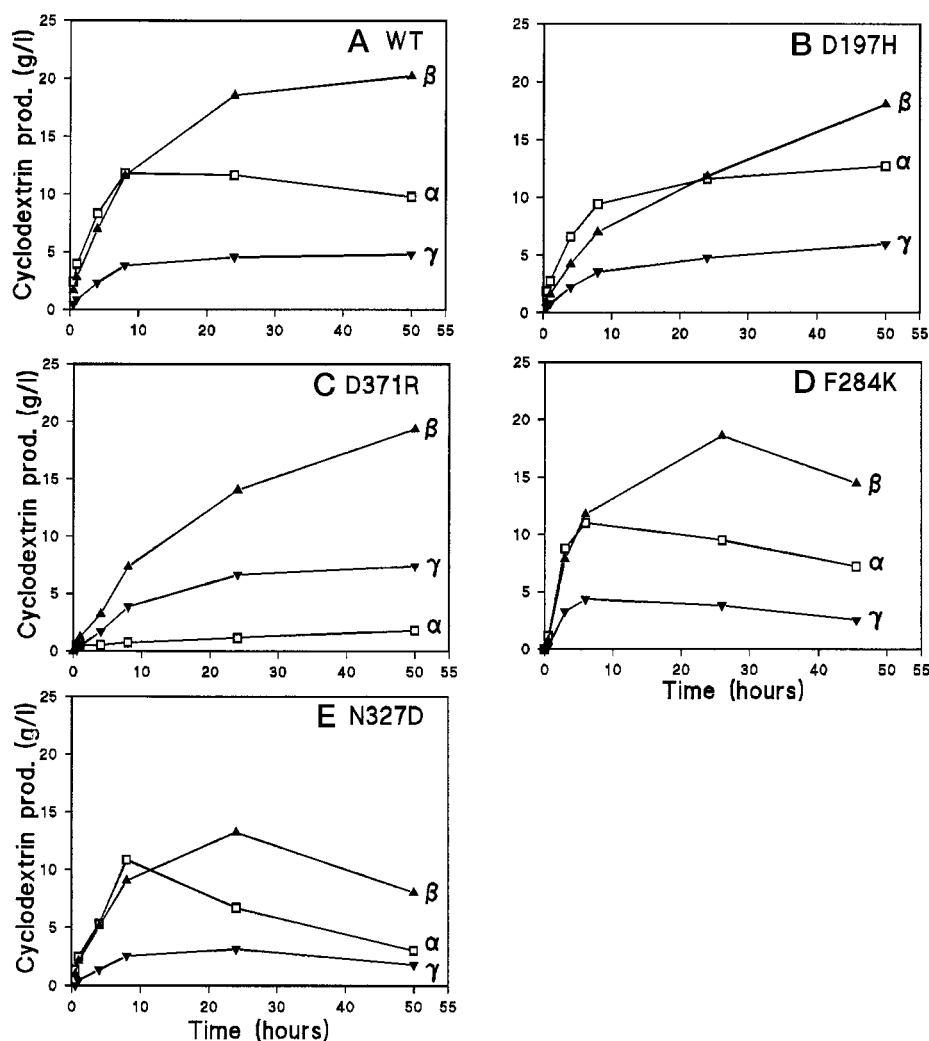 A WT
Cyclodextrin prod. (g/l)
25
20
15
10
5
0
β
α
γ
0 10 20 30 40 50 55
B D197H
25
20
15
10
5
0
β
α
γ
0 10 20 30 40 50 55
C D371R
Cyclodextrin prod. (g/l)
25
20
15
10
5
0
β
γ
α
0 10 20 30 40 50 55
D F284K
25
20
15
10
5
0
β
α
γ
0 10 20 30 40 50 55
Time (hours)
E N327D
Cyclodextrin prod. (g/l)
25
20
15
10
5
0
β
α
γ
0 10 20 30 40 50 55
Time (hours)